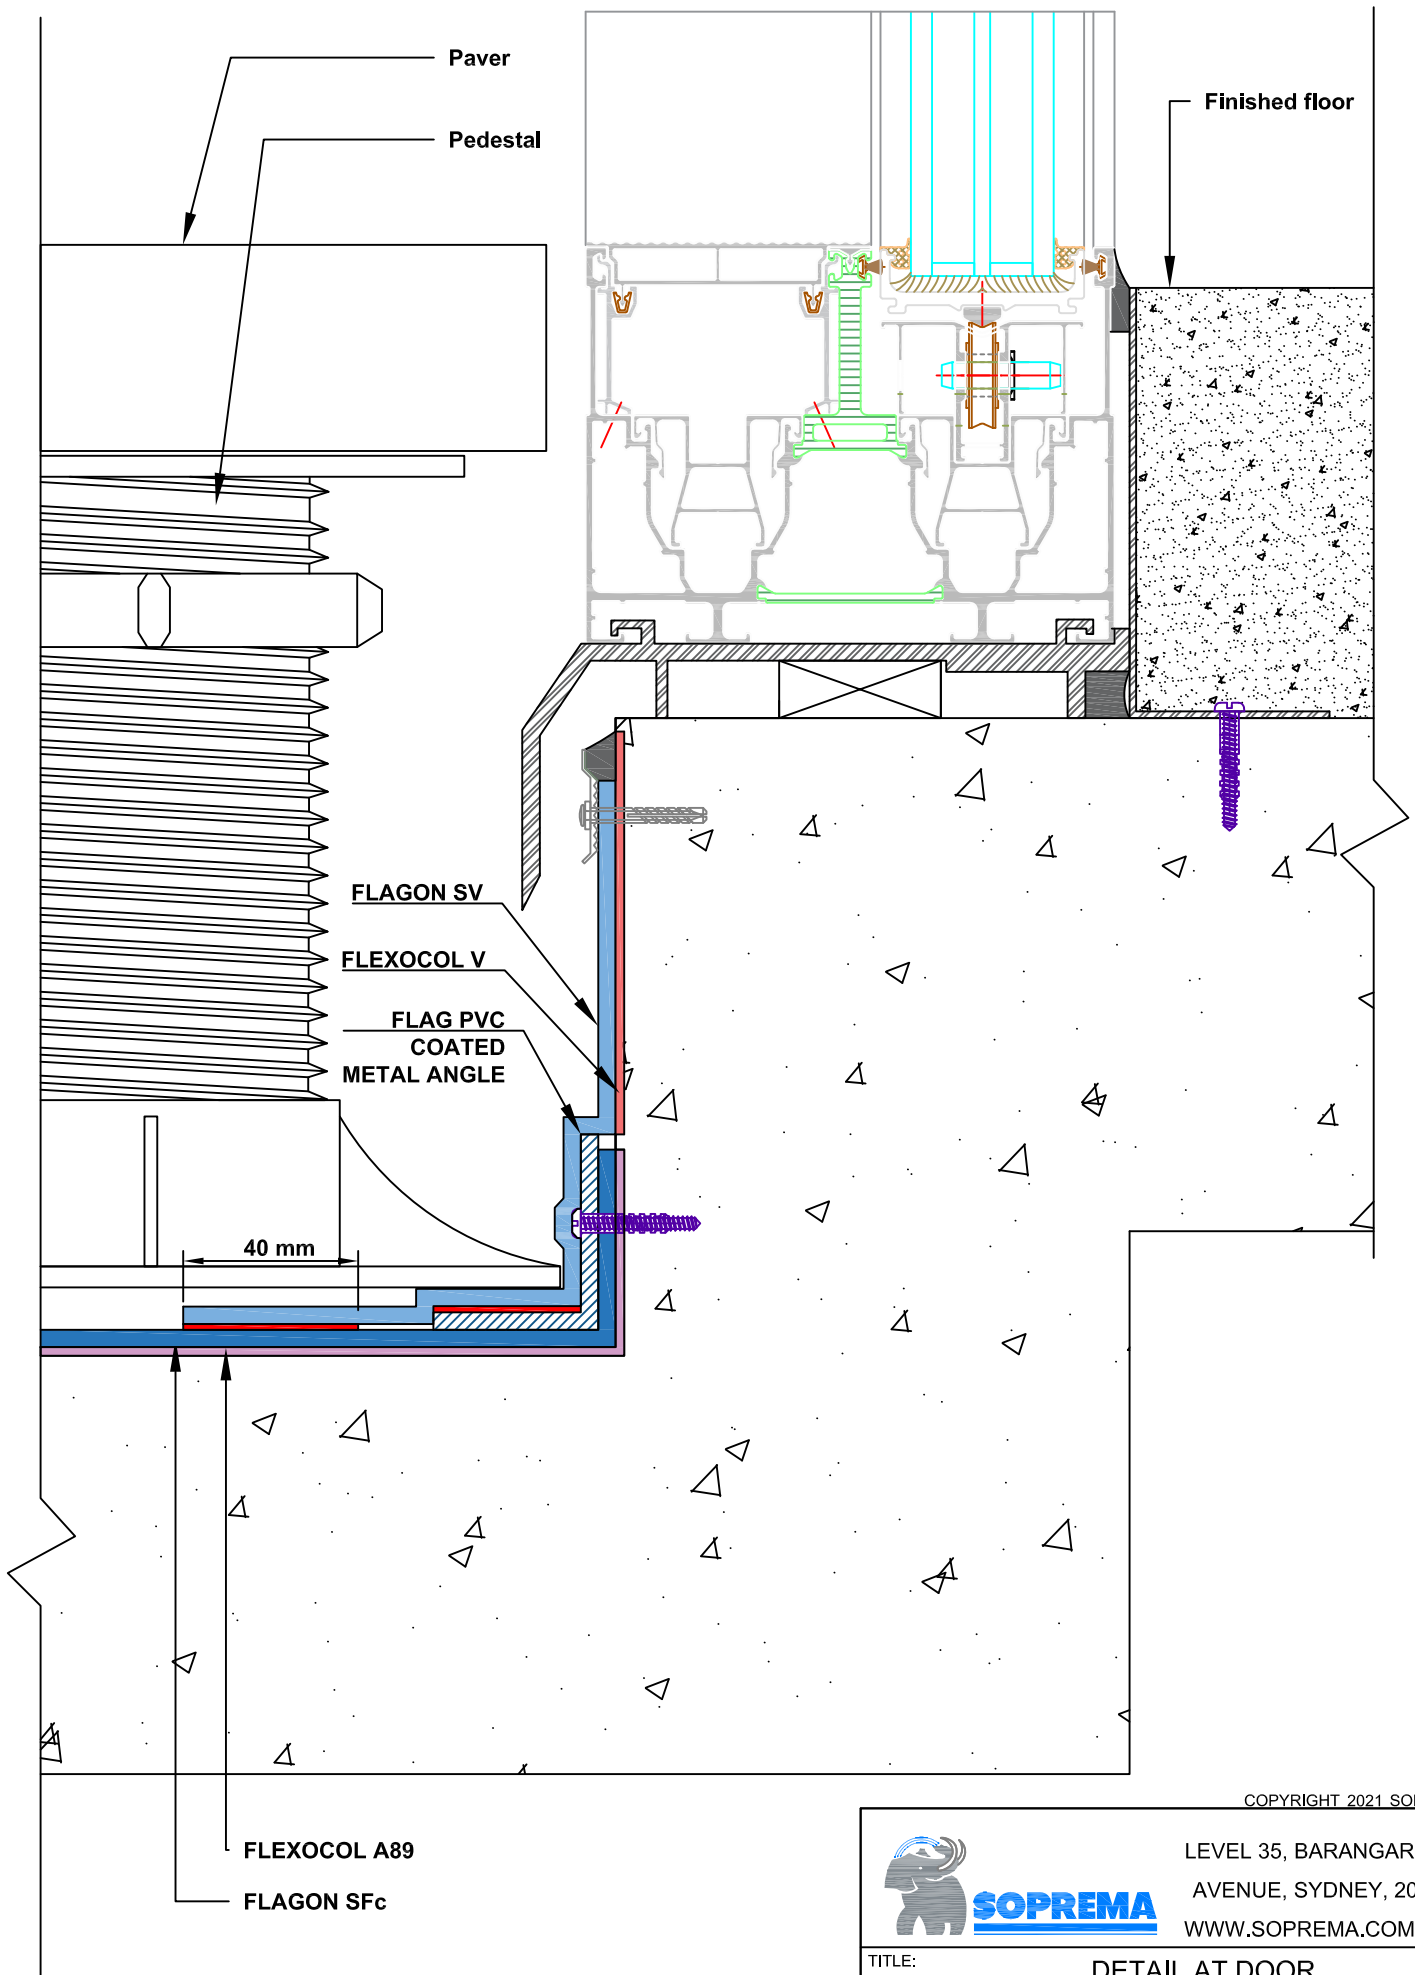 Paver
Finished floor
Pedestal
FLAGON SV
FLEXOCOL V
FLAG PVC
COATED
METAL ANGLE
40 mm
COPYRIGHT 2021
FLEXOCOL A89
LEVEL 35,
AVENUE, SYDNEY,
FLAGON SFc
SOPREMA
WWW.SOPREMA.COM
TITLE:
DETAIL AT DOOR